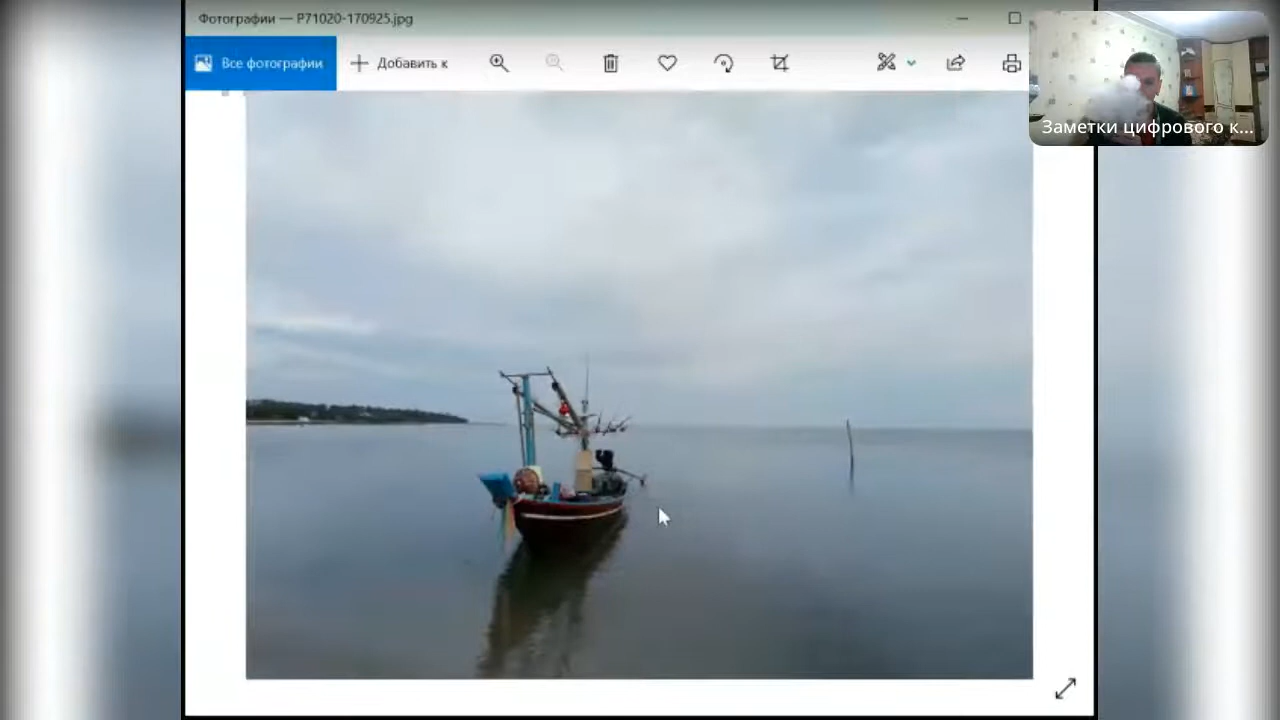 Фотографии — P71020-170925.jpg
Все фотографии
Добавить к
Заметки цифрового к...